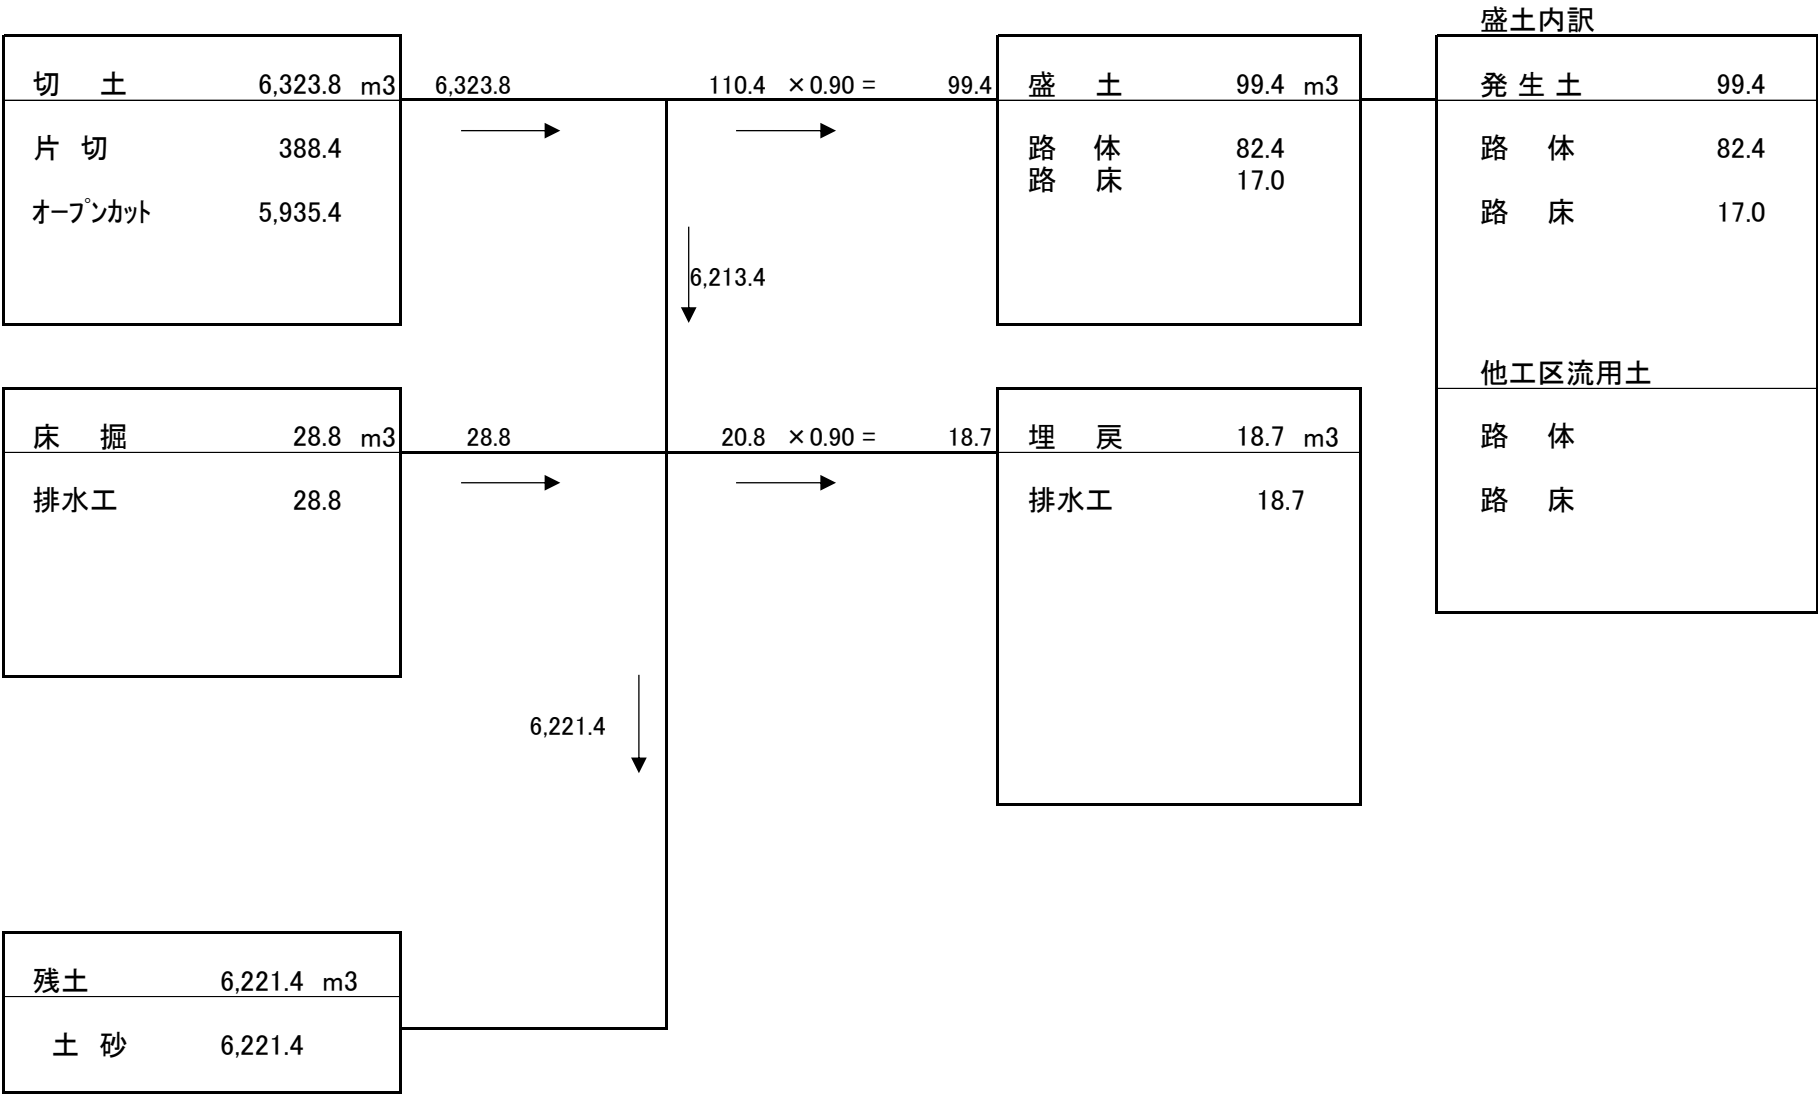 盛土内訳
切 土 6,323.8 m3 6,323.8 110.4 ×0.90 = 99.4 盛 土 99.4 m3 発 生 土 99.4
片 切 388.4 路 体 82.4 路 体 82.4
路 床 17.0
ｵｰﾌﾟﾝｶｯﾄ 5,935.4 路 床 17.0
6,213.4
他工区流用土
床 掘 28.8 m3 28.8 20.8 ×0.90 = 18.7 埋 戻 18.7 m3 路 体
排水工 28.8 排水工 18.7 路 床
6,221.4
残土 6,221.4 m3
土 砂 6,221.4